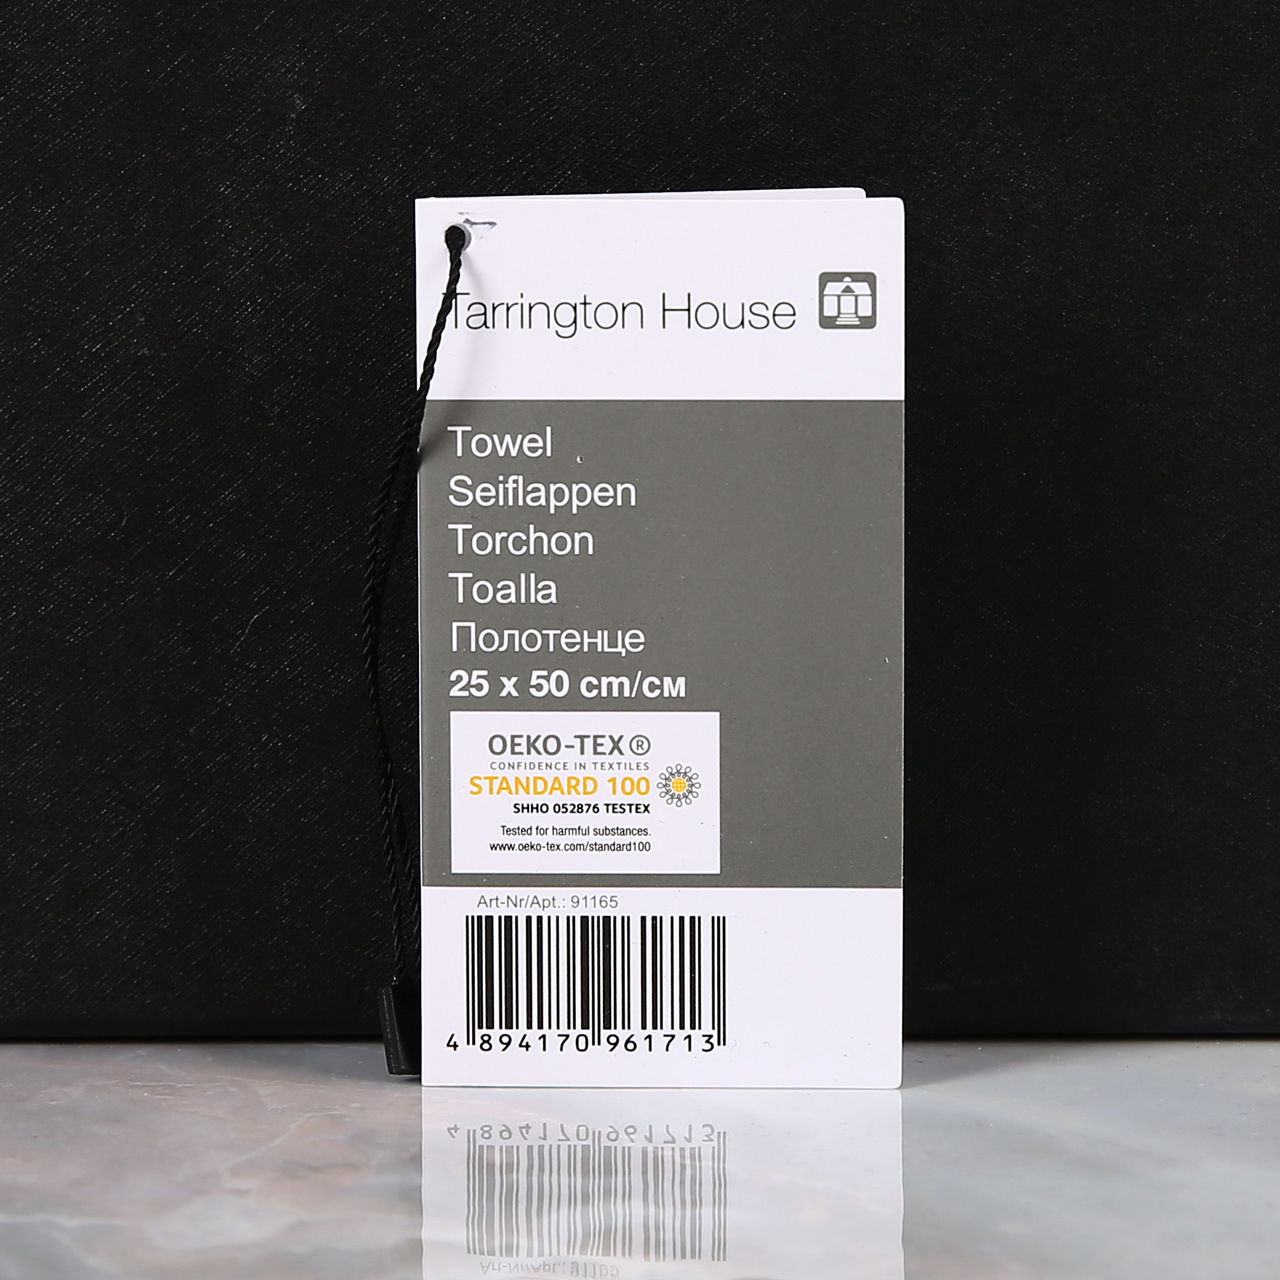 Tarrington House
Towel
Seiflappen
Torchon
Toalla
Полотенце
25 x 50 cm/см
OEKO-TEX ®
CONFIDENCE IN TEXTILES
STANDARD 100
SHHO 052876 TESTEX
Tested for harmful substances.
www.oeko-tex.com/standard100
Art-Nr/Арт.: 91165
4 894170 961713